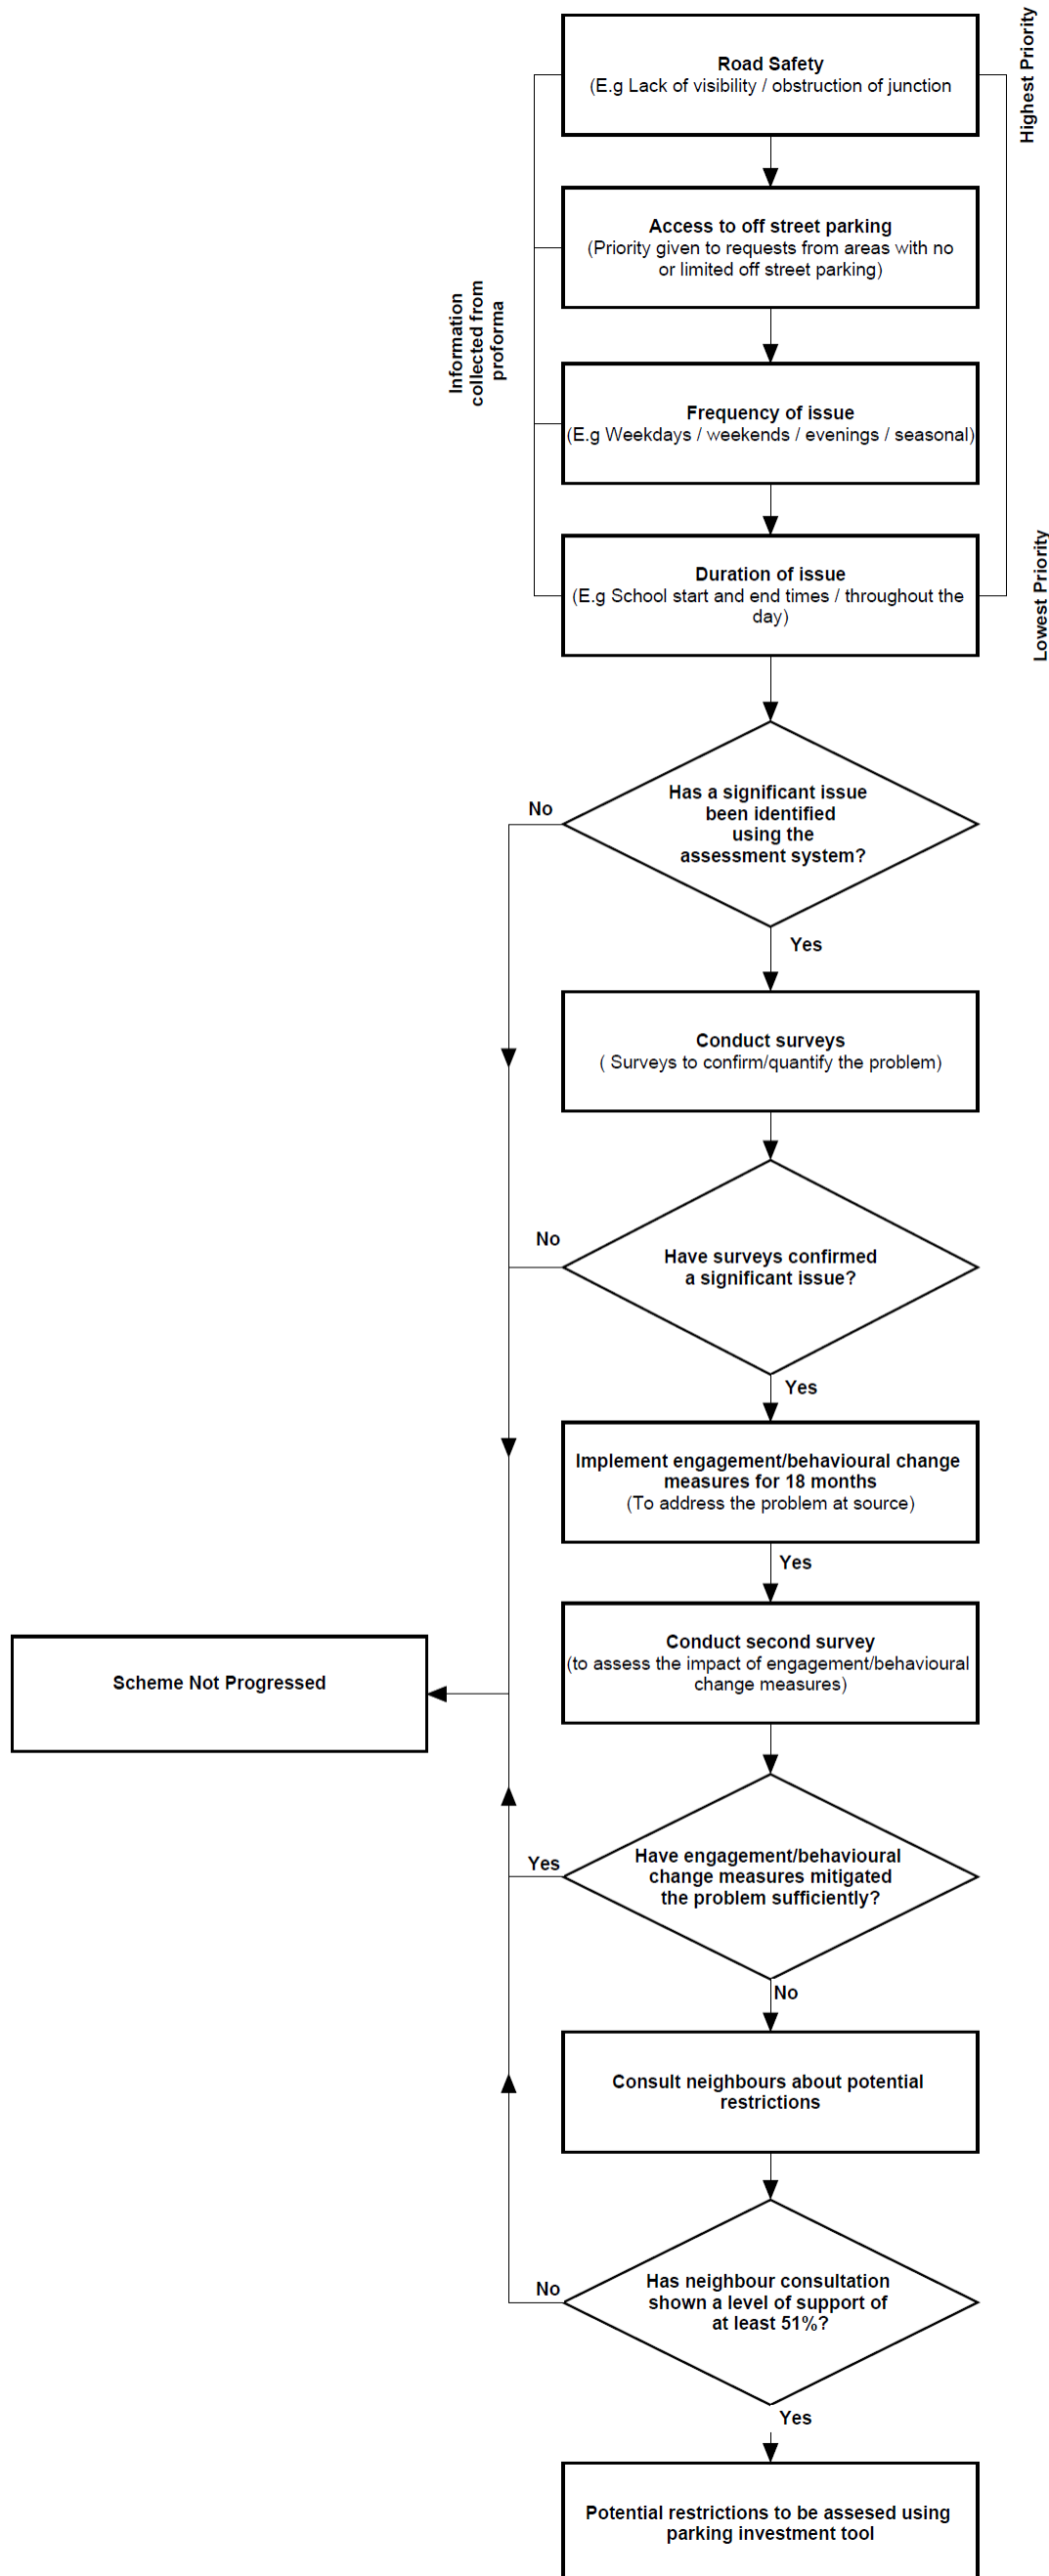 Highest Priority
Road Safety
(E.g Lack of visibility / obstruction of junction
Access to off street parking
(Priority given to requests from areas with no
or limited off street parking)
Information
collected from
proforma
Frequency of issue
(E.g Weekdays / weekends / evenings / seasonal)
Duration of issue
(E.g School start and end times / throughout the
day)
Lowest Priority
Has a significant issue
been identified
using the
assessment system?
No
Yes
Conduct surveys
( Surveys to confirm/quantify the problem)
No
Have surveys confirmed
a significant issue?
Yes
Implement engagement/behavioural change
measures for 18 months
(To address the problem at source)
Yes
Conduct second survey
(to assess the impact of engagement/behavioural
change measures)
Scheme Not Progressed
Have engagement/behavioural
change measures mitigated
the problem sufficiently?
Yes
No
Consult neighbours about potential
restrictions
Has neighbour consultation
shown a level of support of
at least 51%?
No
Yes
Potential restrictions to be assesed using
parking investment tool